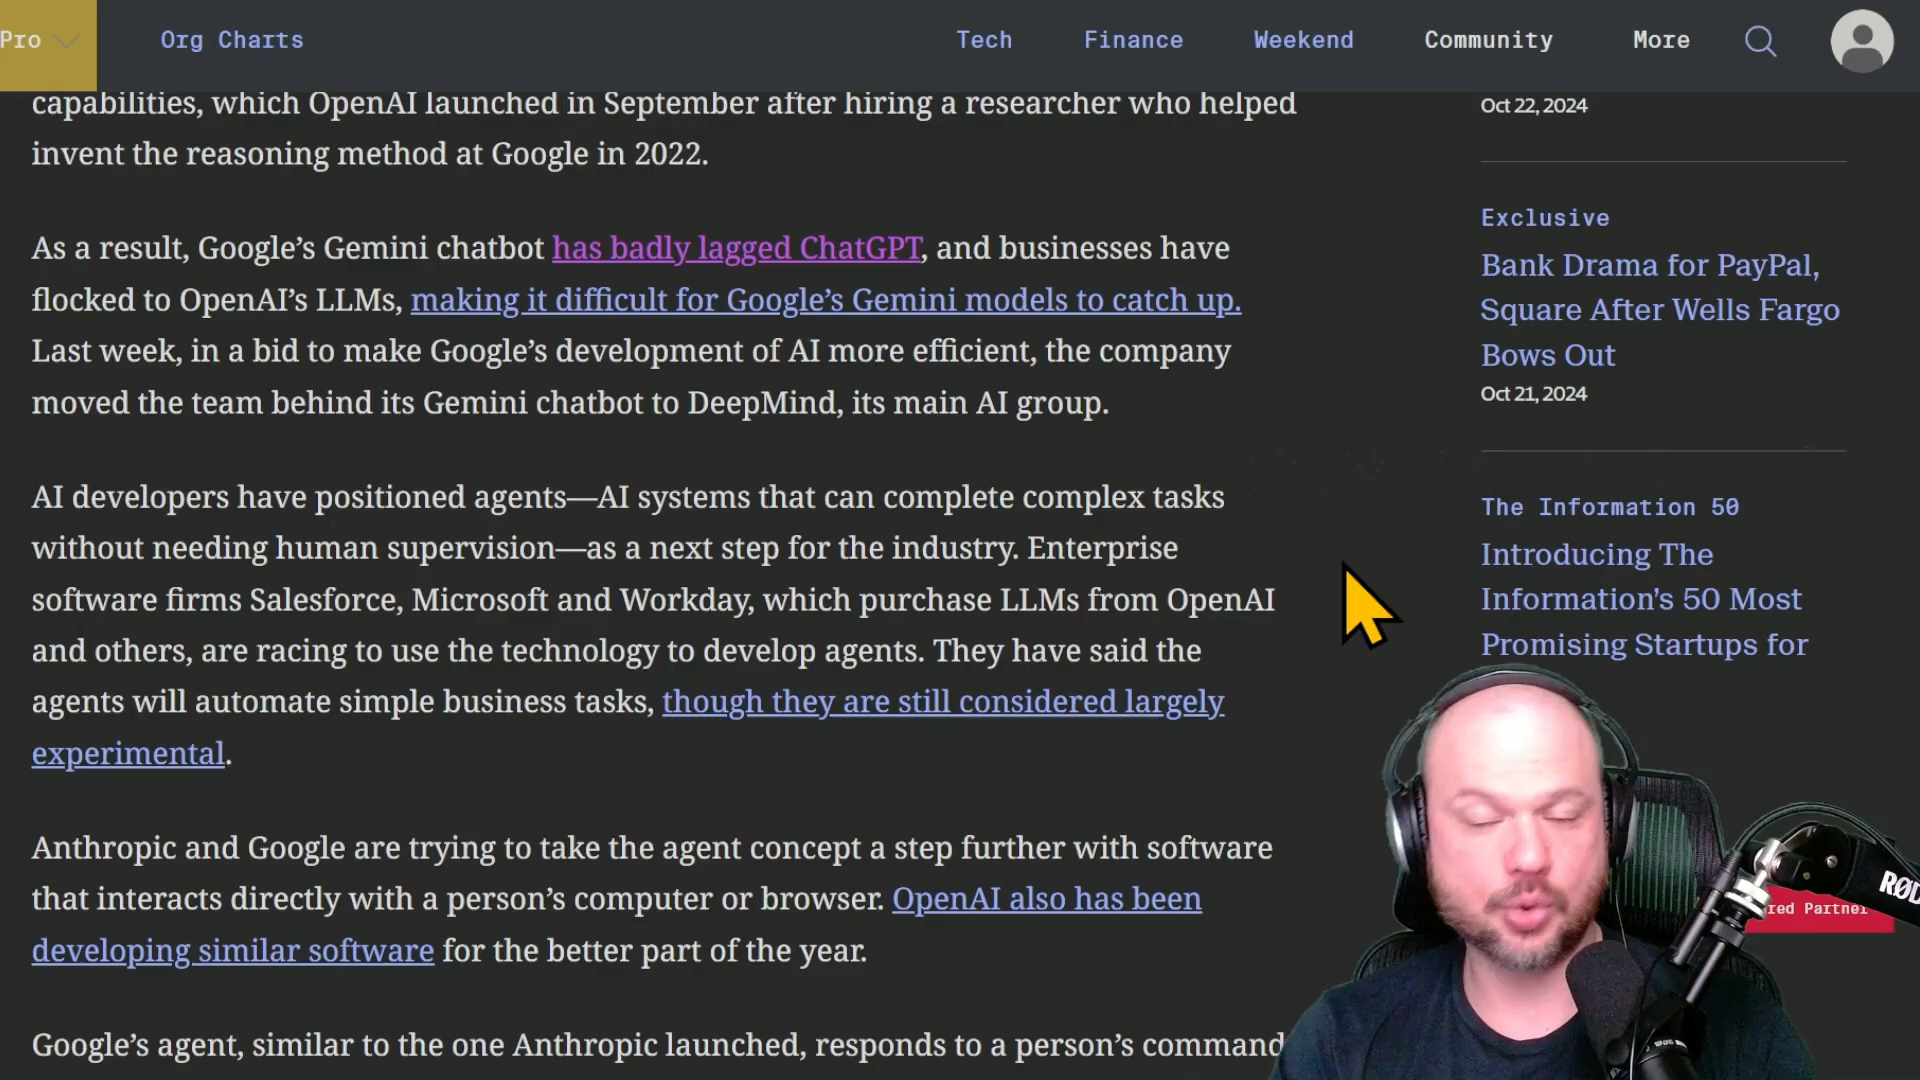 Pro
Org Charts
Tech
Finance
Weekend
Community
More
capabilities, which OpenAI launched in September after hiring a researcher who helped
invent the reasoning method at Google in 2022.
As a result, Google’s Gemini chatbot has badly lagged ChatGPT, and businesses have
flocked to OpenAI’s LLMs, making it difficult for Google’s Gemini models to catch up.
Last week, in a bid to make Google’s development of AI more efficient, the company
moved the team behind its Gemini chatbot to DeepMind, its main AI group.
AI developers have positioned agents—AI systems that can complete complex tasks
without needing human supervision—as a next step for the industry. Enterprise
software firms Salesforce, Microsoft and Workday, which purchase LLMs from OpenAI
and others, are racing to use the technology to develop agents. They have said the
agents will automate simple business tasks, though they are still considered largely
experimental.
Anthropic and Google are trying to take the agent concept a step further with software
that interacts directly with a person’s computer or browser. OpenAI also has been
developing similar software for the better part of the year.
Google’s agent, similar to the one Anthropic launched, responds to a person’s command
Oct 22, 2024
Exclusive
Bank Drama for PayPal,
Square After Wells Fargo
Bows Out
Oct 21, 2024
The Information 50
Introducing The
Information’s 50 Most
Promising Startups for
RØD
red Partner